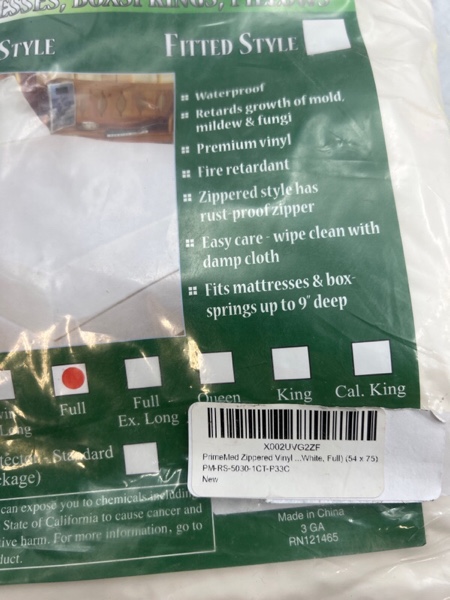 STYLE
FITTED STYLE
Waterproof
Retards growth of mold,
mildew & fungi
Premium vinyl
Fire retardant
Zippered style has
rust-proof zipper
Easy care - wipe clean with
damp cloth
Fits mattresses & box-
springs up to 9" deep
Full
Full
Ex. Long
Queen
King
Cal. King
Long
Standard
X002UVG2ZF
PrimeMed Zippered Vinyl ...White, Full) (54 x 75)
PM-RS-5030-1CT-P33C
New
can expose you to chemicals including
State of California to cause cancer and
tive harm. For more information, go to
duct.
Made in China
3 GA
RN121465